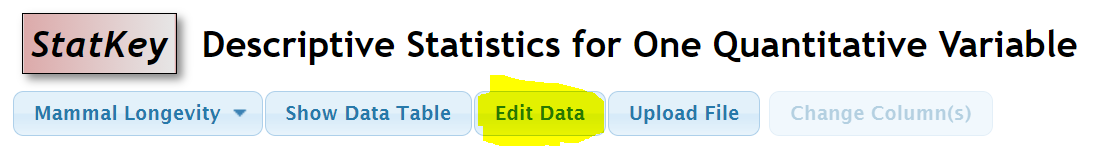 StatKey Descriptive Statistics for One Quantitative Variable
Mammal Longevity Show Data Table Edit Data Upload File Change Column(s)